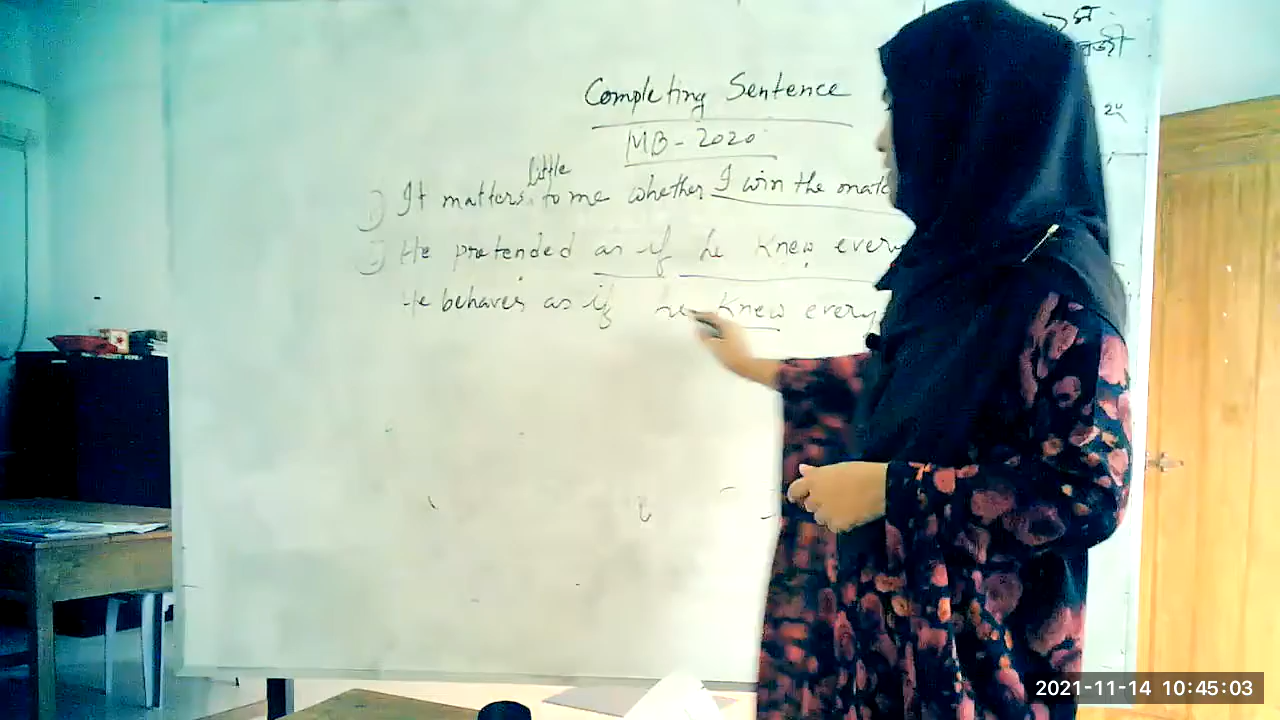 Completing Sentence
MB - 2020
little
1) It matters to me whether I win the matc
2) He pretended as if he knew every
He behaves as if he knew every
2021-11-14 10:45:03